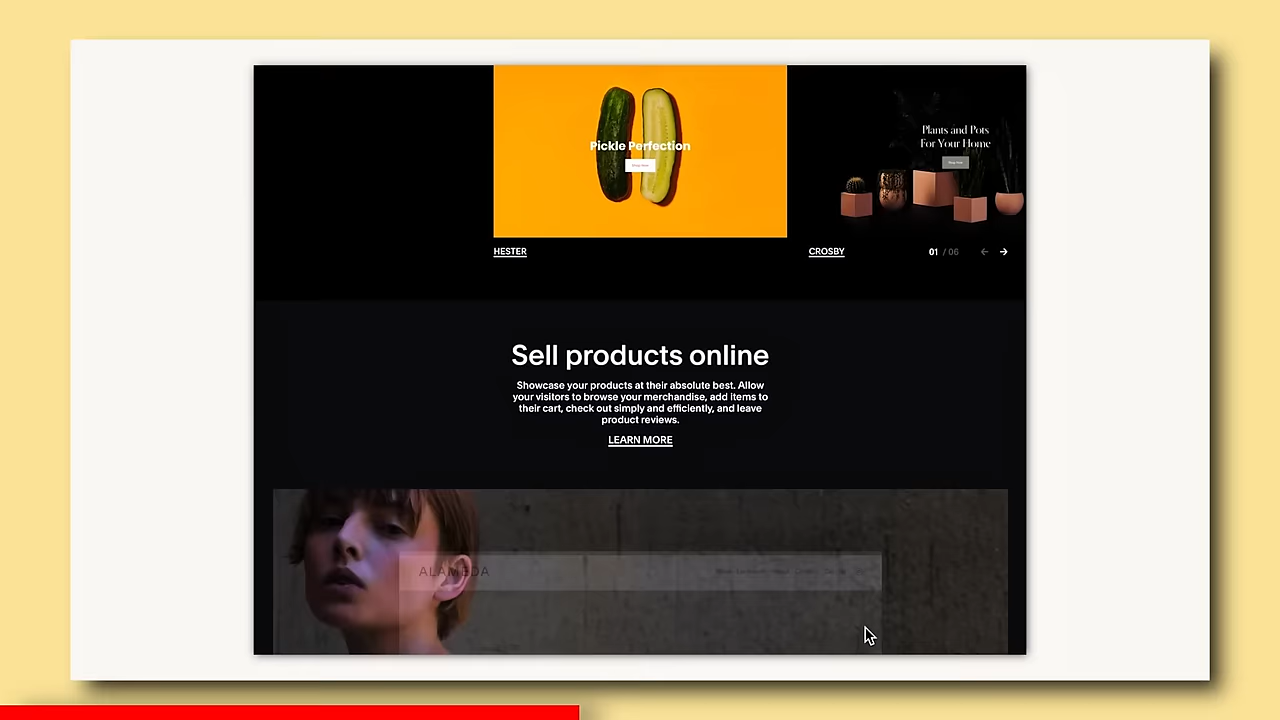 Pickle Perfection
Plants and Pots
For Your Home
HESTER
CROSBY
01 / 06
Sell products online
Showcase your products at their absolute best. Allow
your visitors to browse your merchandise, add items to
their cart, check out simply and efficiently, and leave
product reviews.
LEARN MORE
ALAMEDA